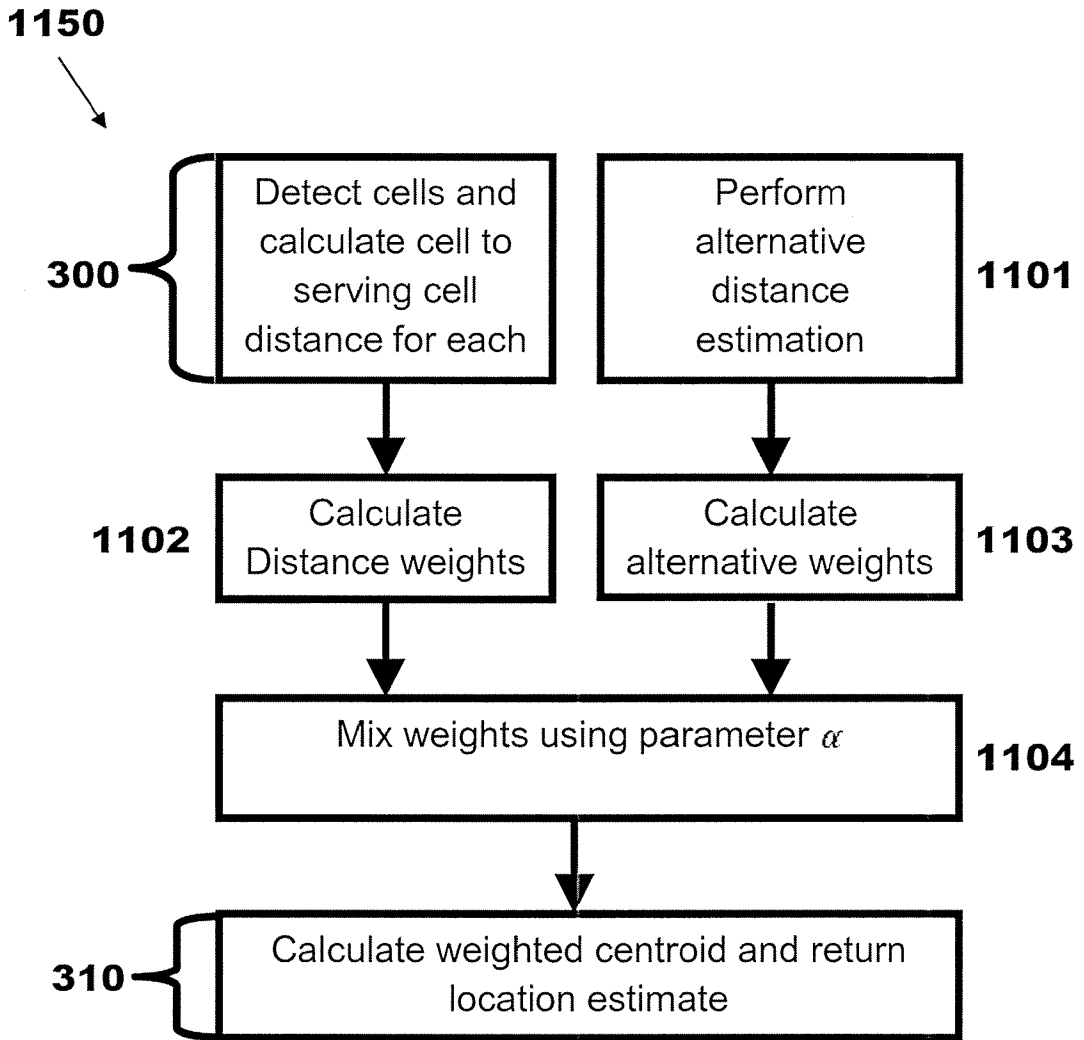 1150
Detect cells and
calculate cell to
serving cell
distance for each
300
Perform
alternative
distance
estimation
1101
Calculate
Distance weights
1102
Calculate
alternative weights
1103
Mix weights using parameter α
1104
Calculate weighted centroid and return
location estimate
310